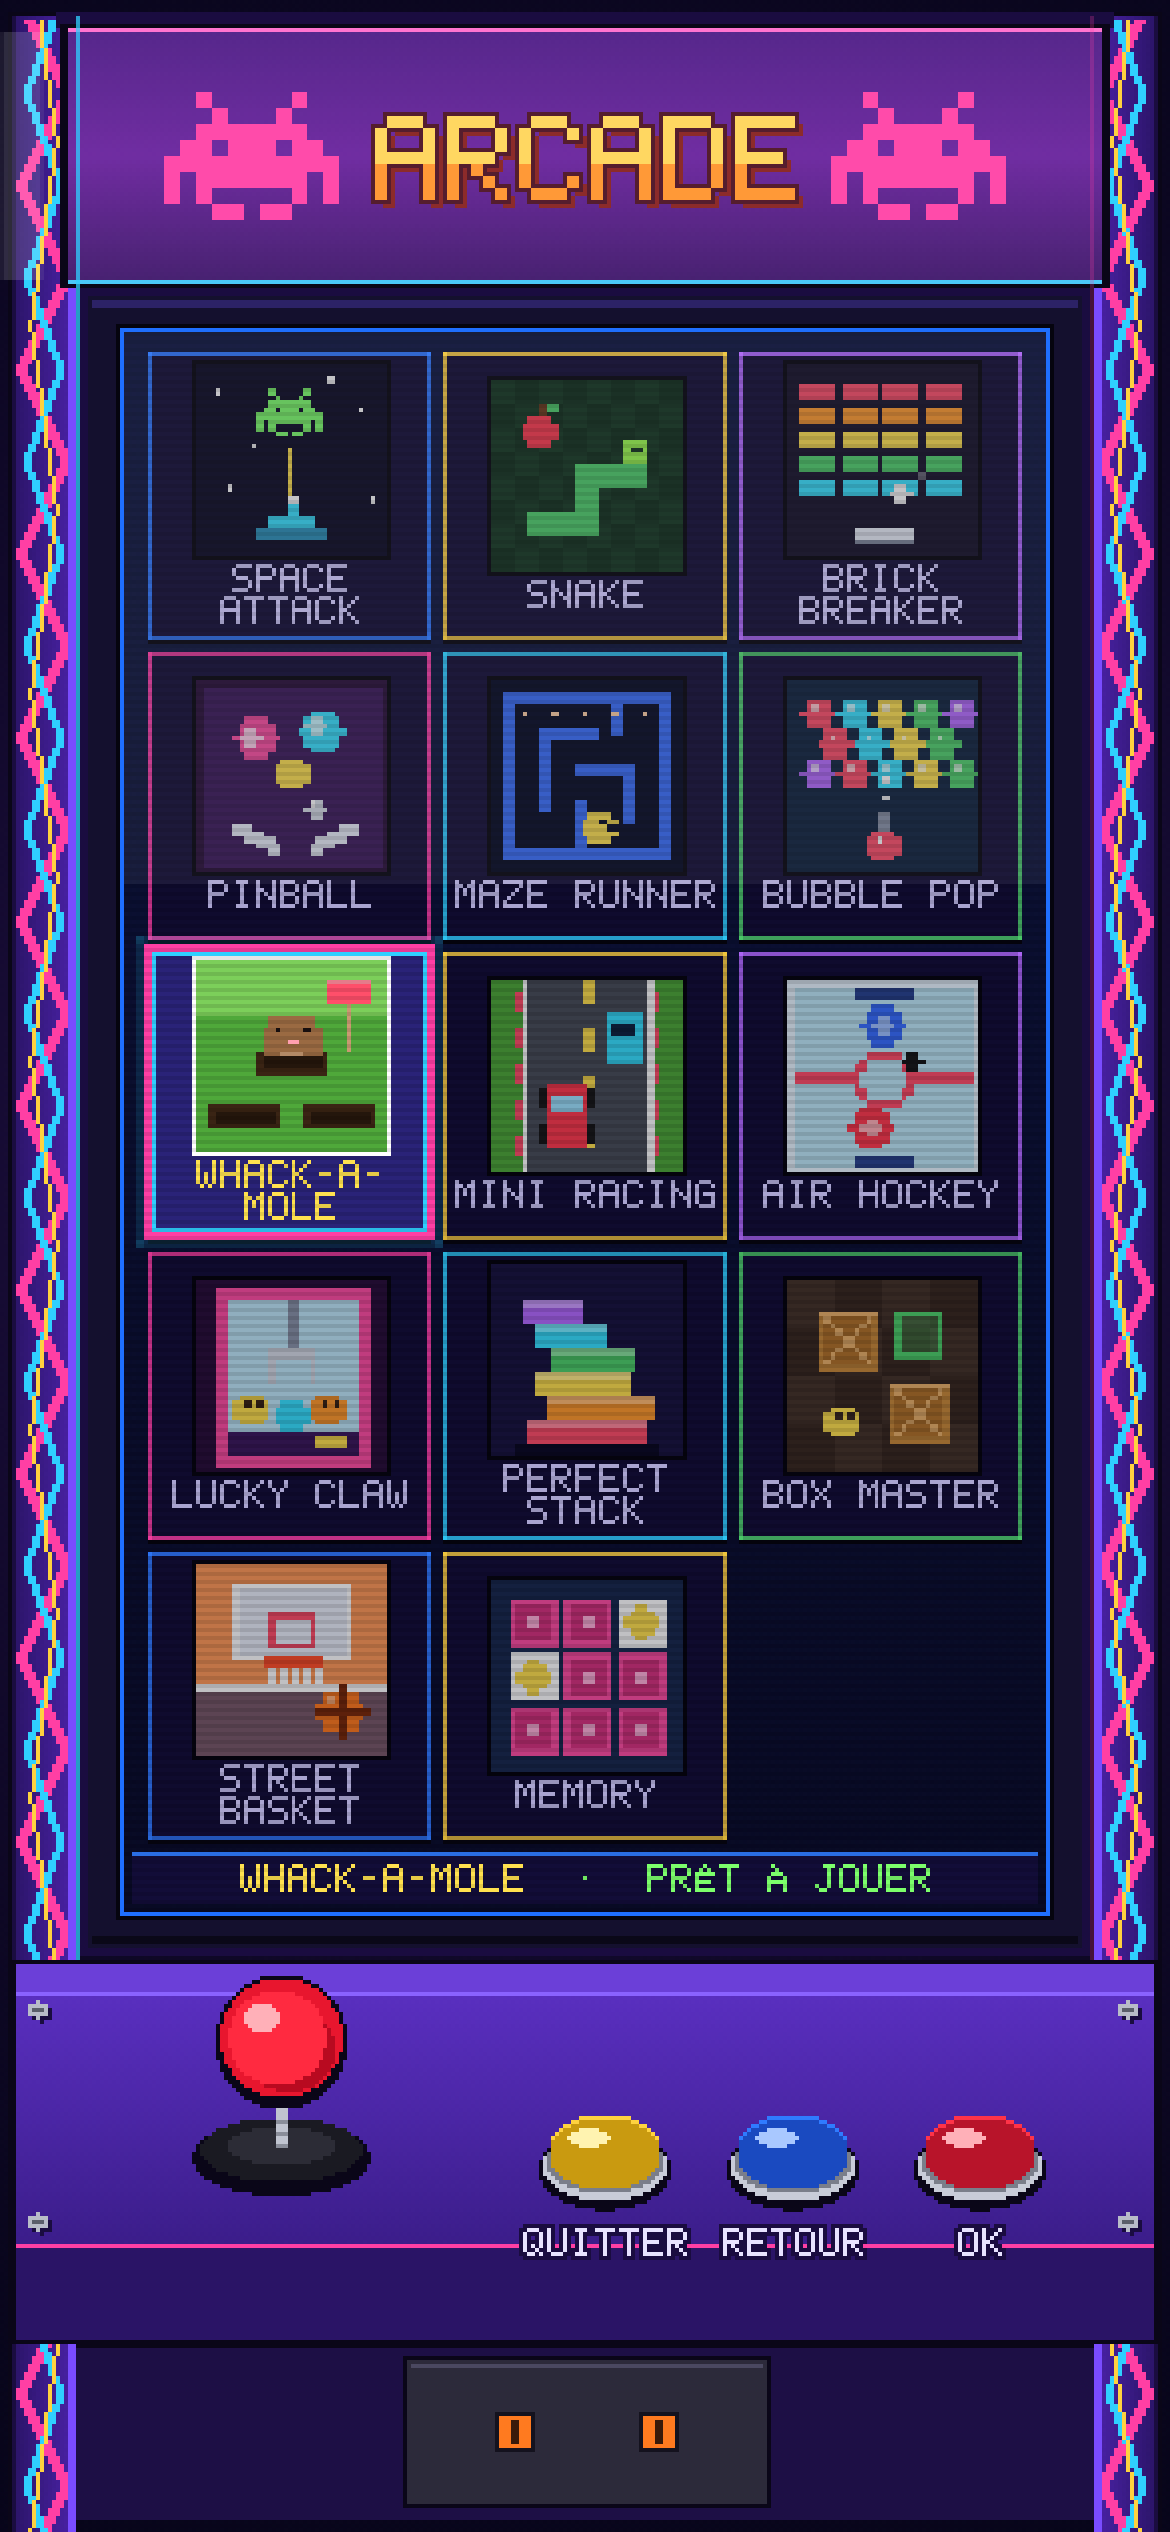 ARCADE
SPACE
ATTACK
SNAKE
BRICK
BREAKER
PINBALL
MAZE RUNNER
BUBBLE POP
WHACK-A-
MOLE
MINI RACING
AIR HOCKEY
LUCKY CLAW
PERFECT
STACK
BOX MASTER
STREET
BASKET
MEMORY
WHACK-A-MOLE · PRÊT À JOUER
QUITTER RETOUR OK